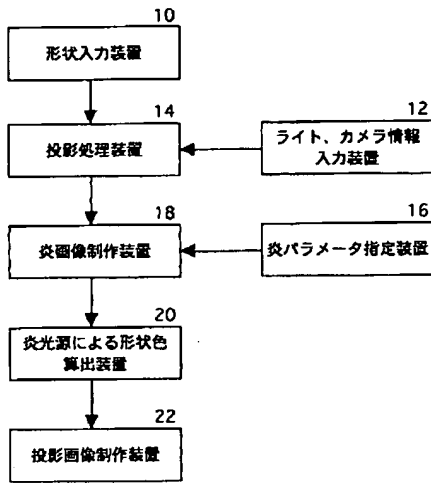 10
形状入力装置
14
投影処理装置
12
ライト、カメラ情報
入力装置
18
炎画像制作装置
16
炎パラメータ指定装置
20
炎光源による形状色
算出装置
22
投影画像制作装置